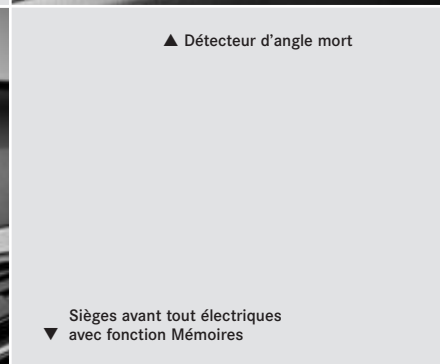 ▲ Détecteur d’angle mort
Sièges avant tout électriques
▼ avec fonction Mémoires